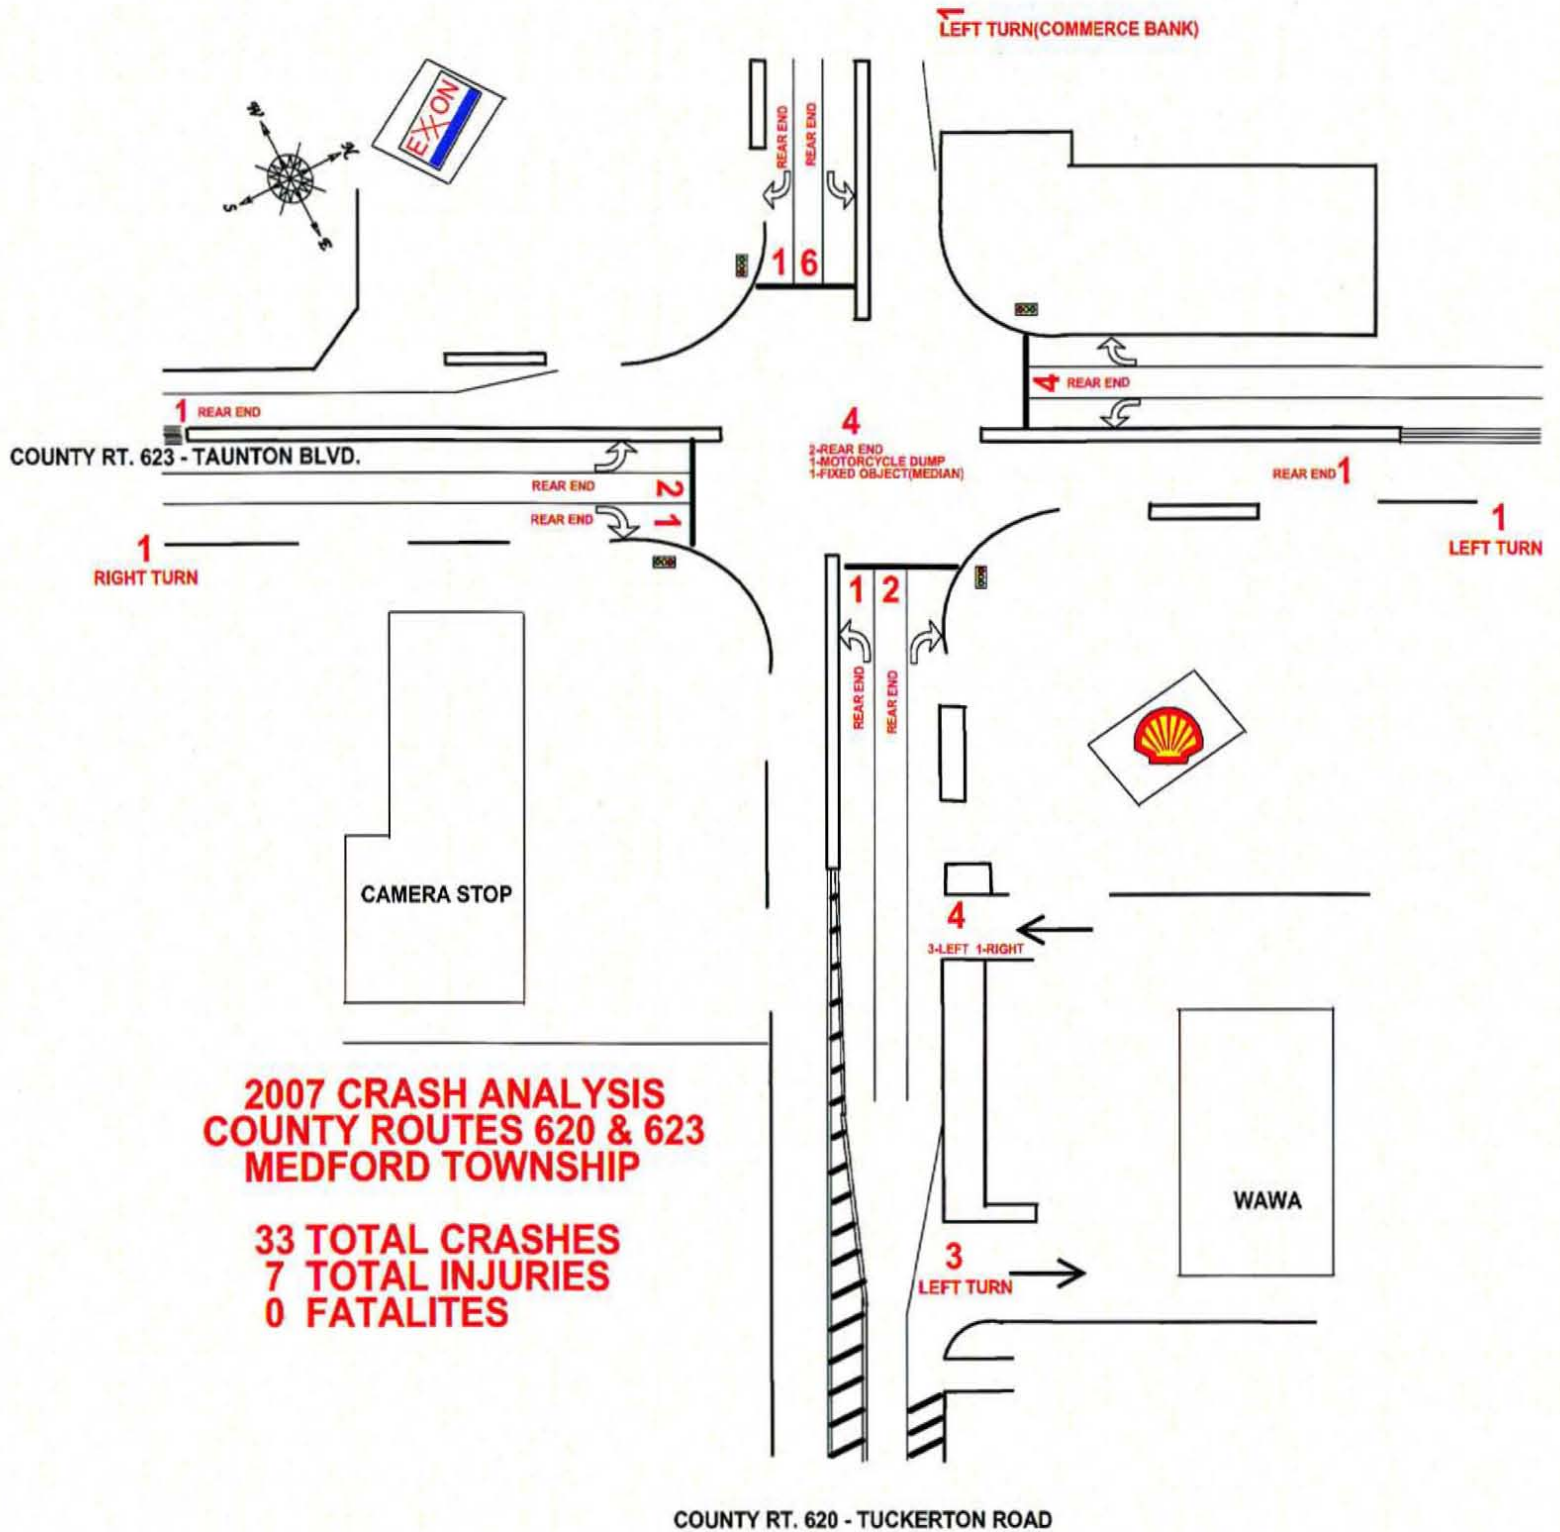 1
LEFT TURN(COMMERCE BANK)
EXXON
W
N
S
E
REAR END
REAR END
1 6
4 REAR END
1 REAR END
4
2-REAR END
1-MOTORCYCLE DUMP
1-FIXED OBJECT(MEDIAN)
COUNTY RT. 623 - TAUNTON BLVD.
REAR END 1
REAR END 2
REAR END 1
1
RIGHT TURN
1
LEFT TURN
1 2
REAR END
REAR END
CAMERA STOP
4
3-LEFT 1-RIGHT
2007 CRASH ANALYSIS
COUNTY ROUTES 620 & 623
MEDFORD TOWNSHIP
33 TOTAL CRASHES
7 TOTAL INJURIES
0 FATALITES
WAWA
3
LEFT TURN
COUNTY RT. 620 - TUCKERTON ROAD